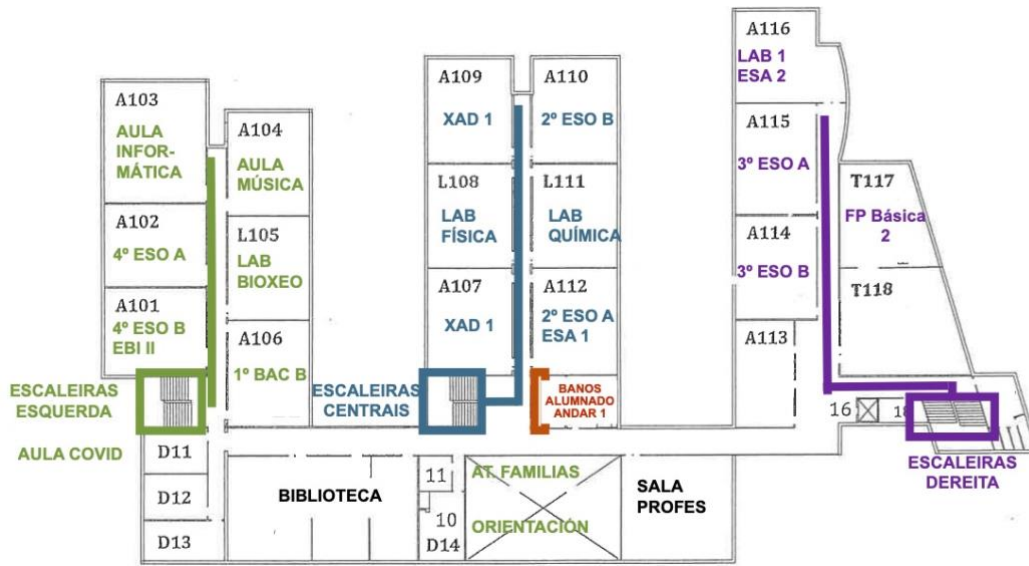 A103
AULA
INFOR-
MÁTICA
A104
AULA
MÚSICA
A102
4º ESO A
L105
LAB
BIOXEO
A101
4º ESO B
EBI II
A106
1º BAC B
ESCALEIRAS
ESQUERDA
AULA COVID
D11
D12
D13
A109
XAD 1
A110
2º ESO B
L108
LAB
FÍSICA
L111
LAB
QUÍMICA
A107
XAD 1
A112
2º ESO A
ESA 1
ESCALEIRAS
CENTRAIS
BANOS
ALUMNADO
ANDAR 1
BIBLIOTECA
11
10
D14
AT. FAMILIAS
ORIENTACIÓN
SALA
PROFES
A116
LAB 1
ESA 2
A115
3º ESO A
T117
FP Básica
2
A114
3º ESO B
T118
A113
16
18
ESCALEIRAS
DEREITA